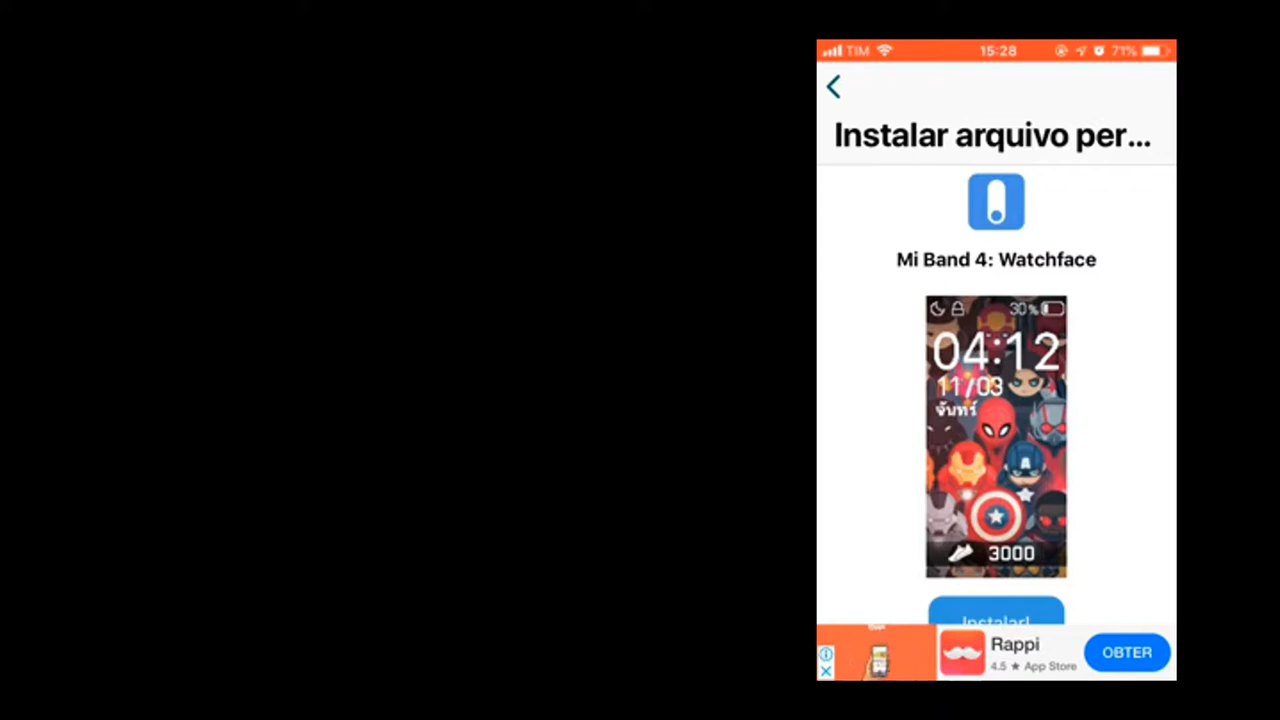 TIM 15:28 71%
Instalar arquivo per...
Mi Band 4: Watchface
30%
04:12
11/03
จันทร์
3000
Instalar!
Rappi
4.5 ★ App Store
OBTER